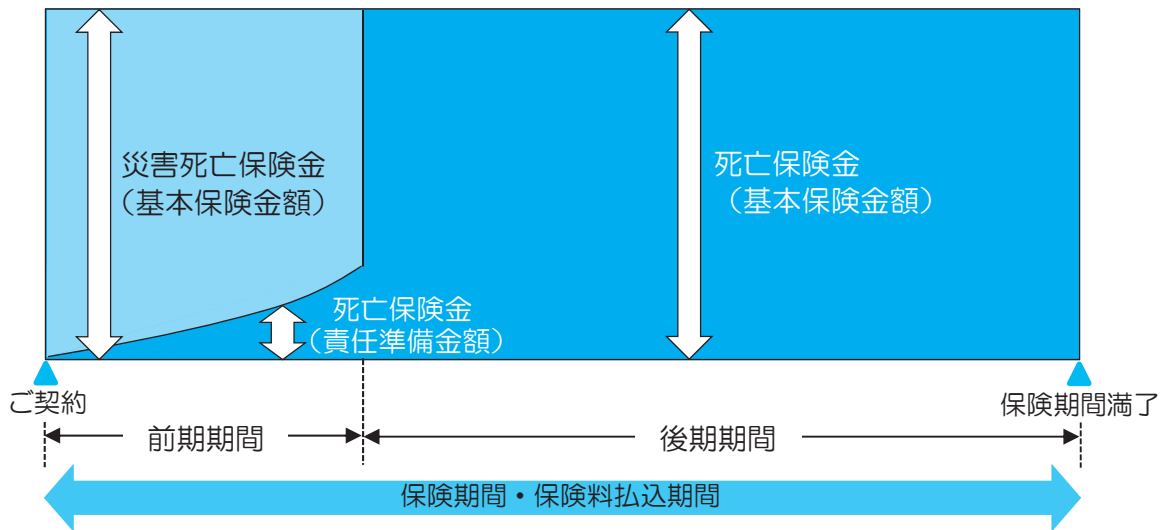 災害死亡保険金
（基本保険金額）
死亡保険金
（基本保険金額）
死亡保険金
（責任準備金額）
ご契約
保険期間満了
前期期間
後期期間
保険期間・保険料払込期間